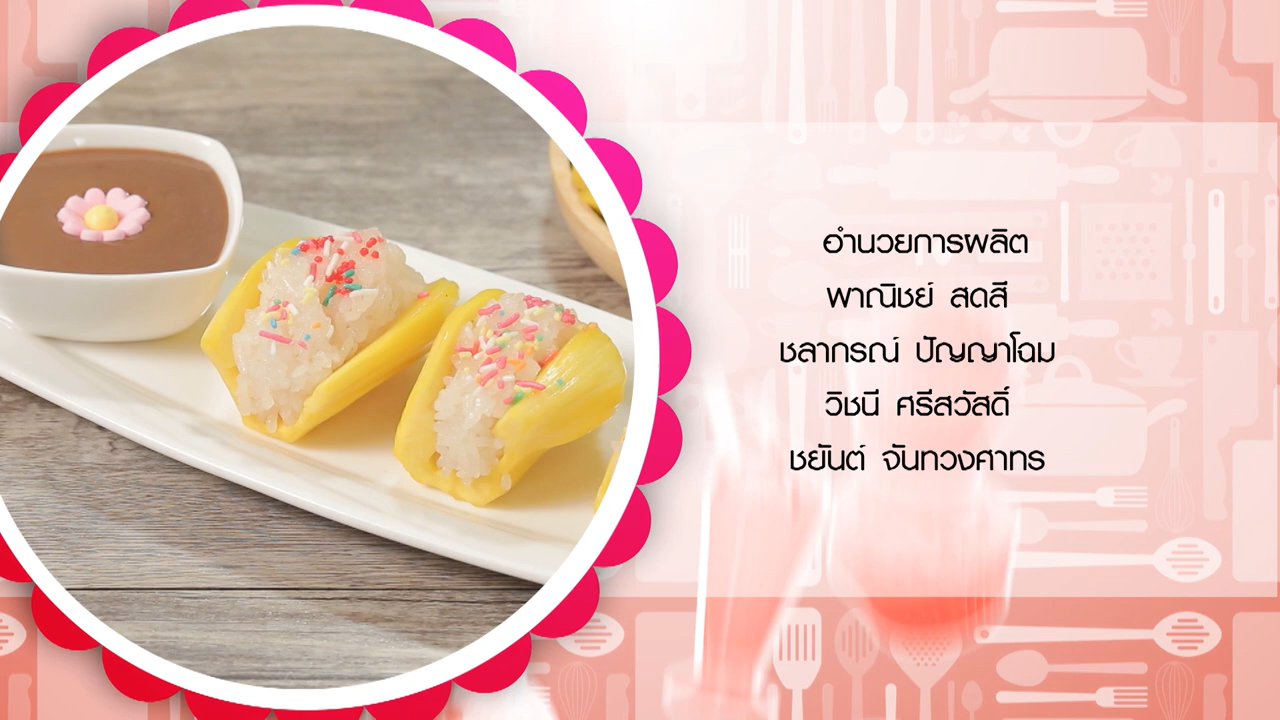 อำนวยการผลิต
พาณิชย์ สดสี
ชลากรณ์ ปัญญาโฉม
วิชนี ศรีสวัสดิ์
ชยันต์ จันทวงศาทร